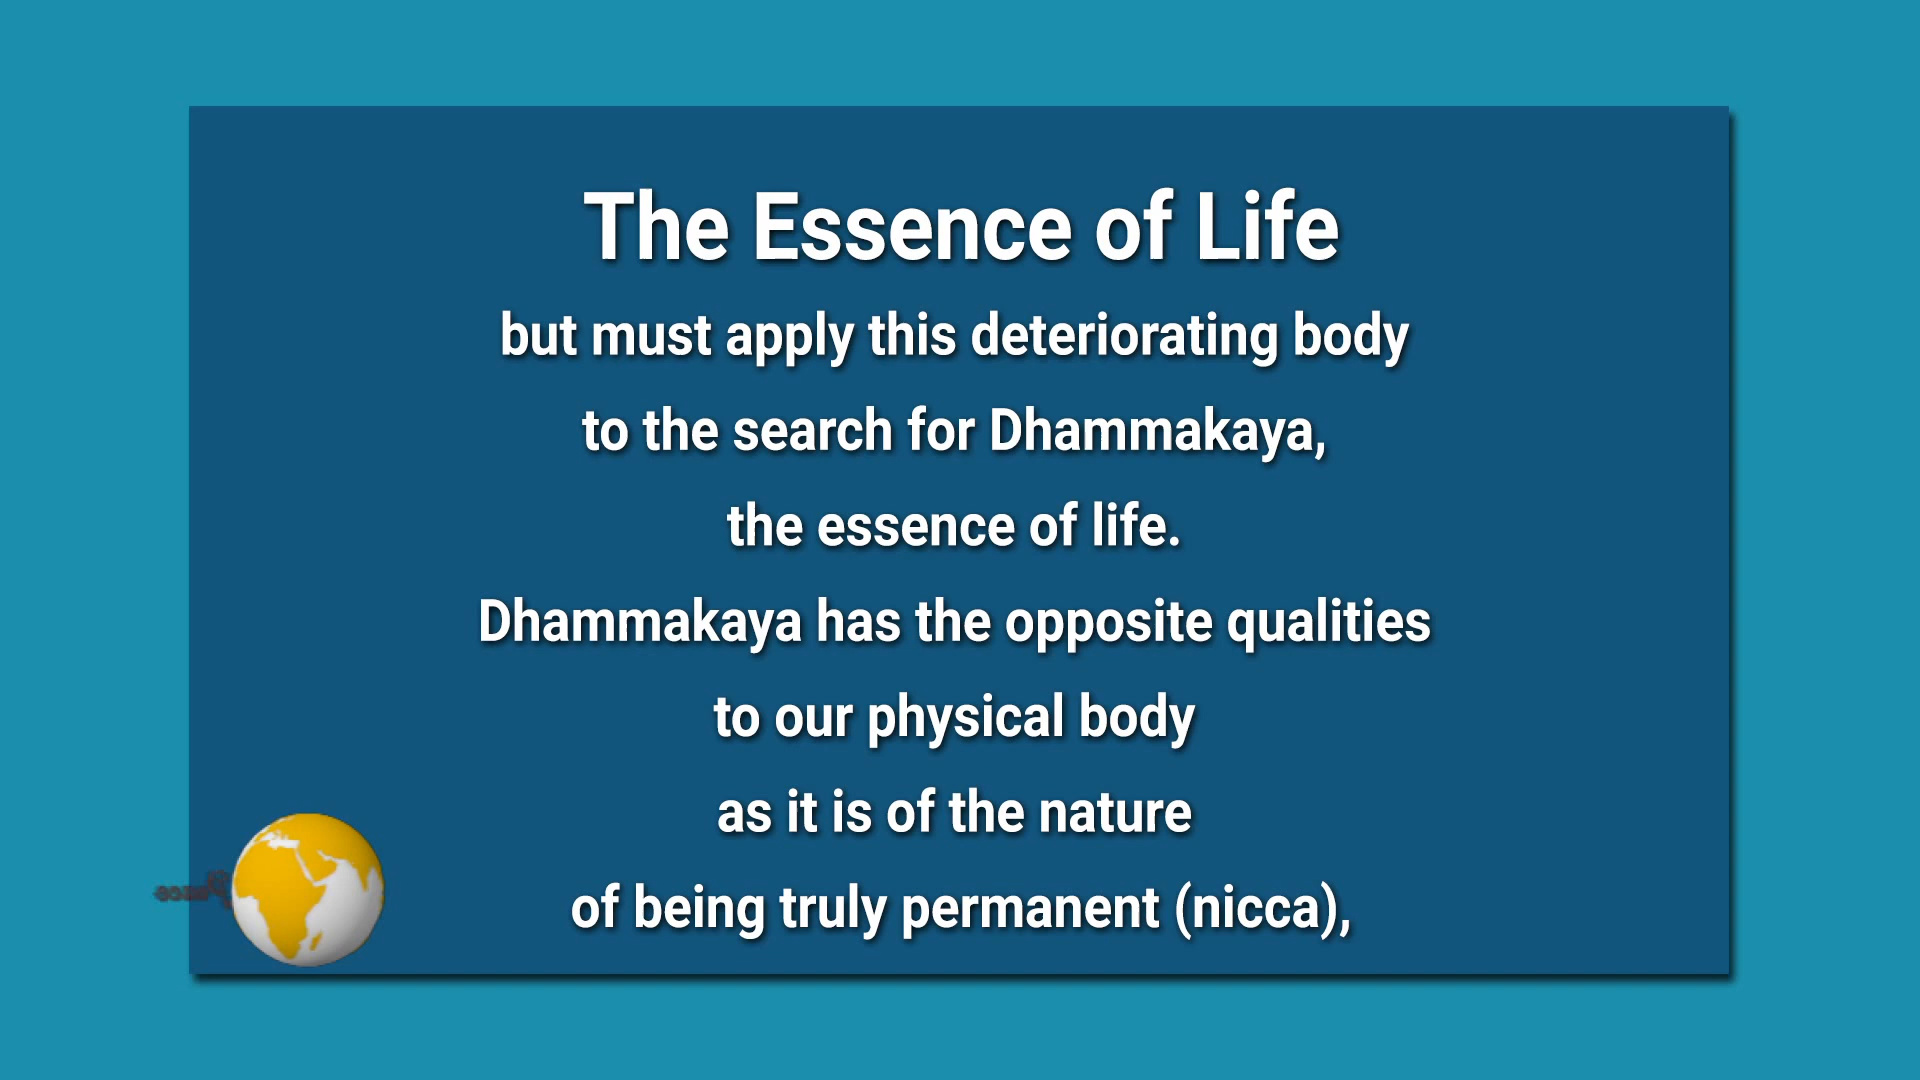 The Essence of Life
but must apply this deteriorating body
to the search for Dhammakaya,
the essence of life.
Dhammakaya has the opposite qualities
to our physical body
as it is of the nature
of being truly permanent (nicca),